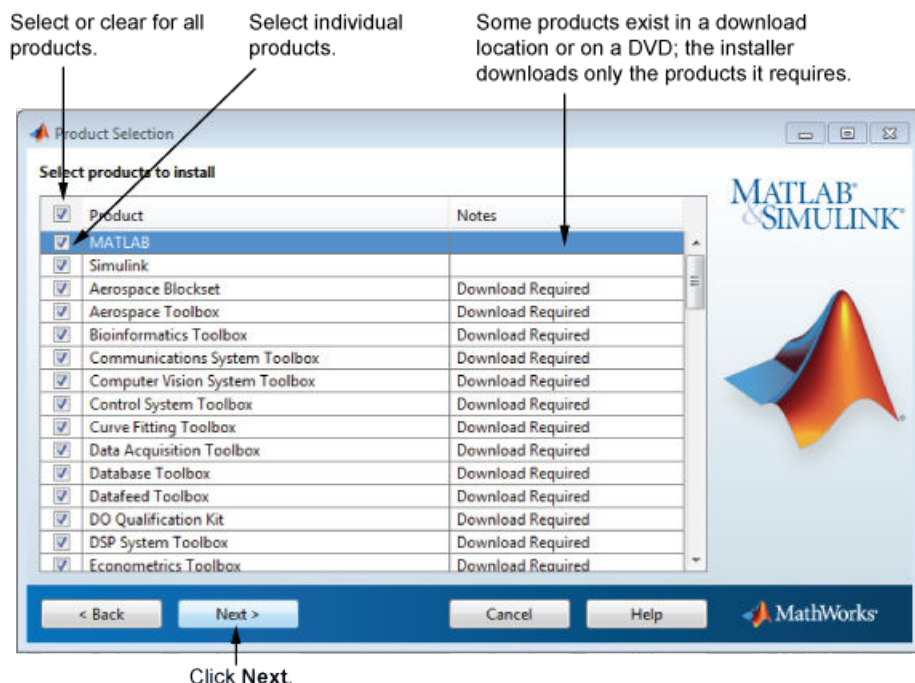 Select or clear for all
products.
Select individual
products.
Some products exist in a download
location or on a DVD; the installer
downloads only the products it requires.
Product Selection
Select products to install
Product Notes
MATLAB
Simulink
Aerospace Blockset Download Required
Aerospace Toolbox Download Required
Bioinformatics Toolbox Download Required
Communications System Toolbox Download Required
Computer Vision System Toolbox Download Required
Control System Toolbox Download Required
Curve Fitting Toolbox Download Required
Data Acquisition Toolbox Download Required
Database Toolbox Download Required
Datafeed Toolbox Download Required
DO Qualification Kit Download Required
DSP System Toolbox Download Required
Econometrics Toolbox Download Required
MATLAB®
&SIMULINK®
< Back Next > Cancel Help MathWorks®
Click Next.